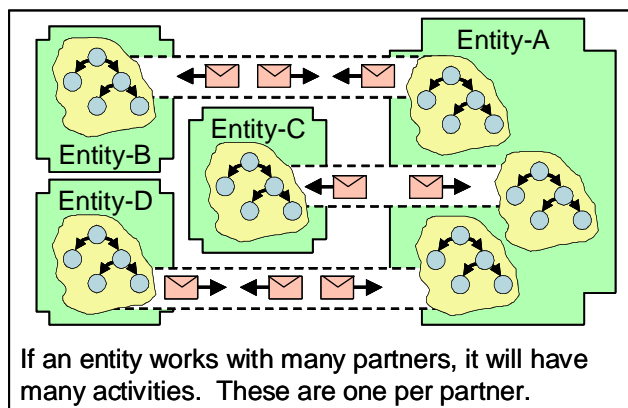 Entity-A
Entity-C
Entity-B
Entity-D
If an entity works with many partners, it will have
many activities.  These are one per partner.